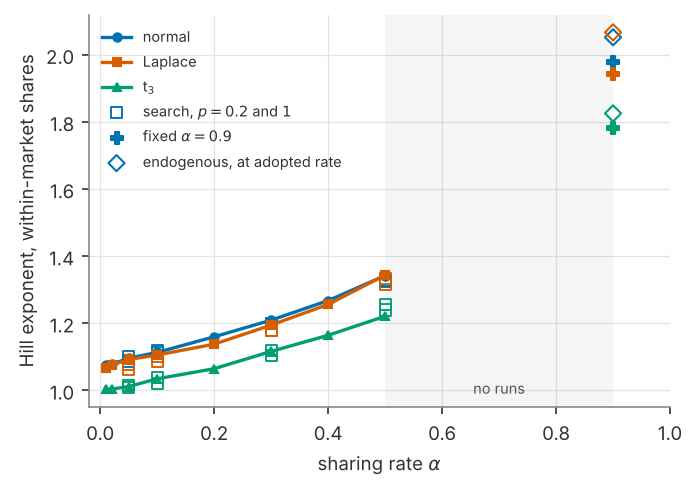 normal
Laplace
t₃
search, p = 0.2 and 1
fixed α = 0.9
endogenous, at adopted rate
Hill exponent, within-market shares
2.0
1.8
1.6
1.4
1.2
1.0
no runs
0.0 0.2 0.4 0.6 0.8 1.0
sharing rate α